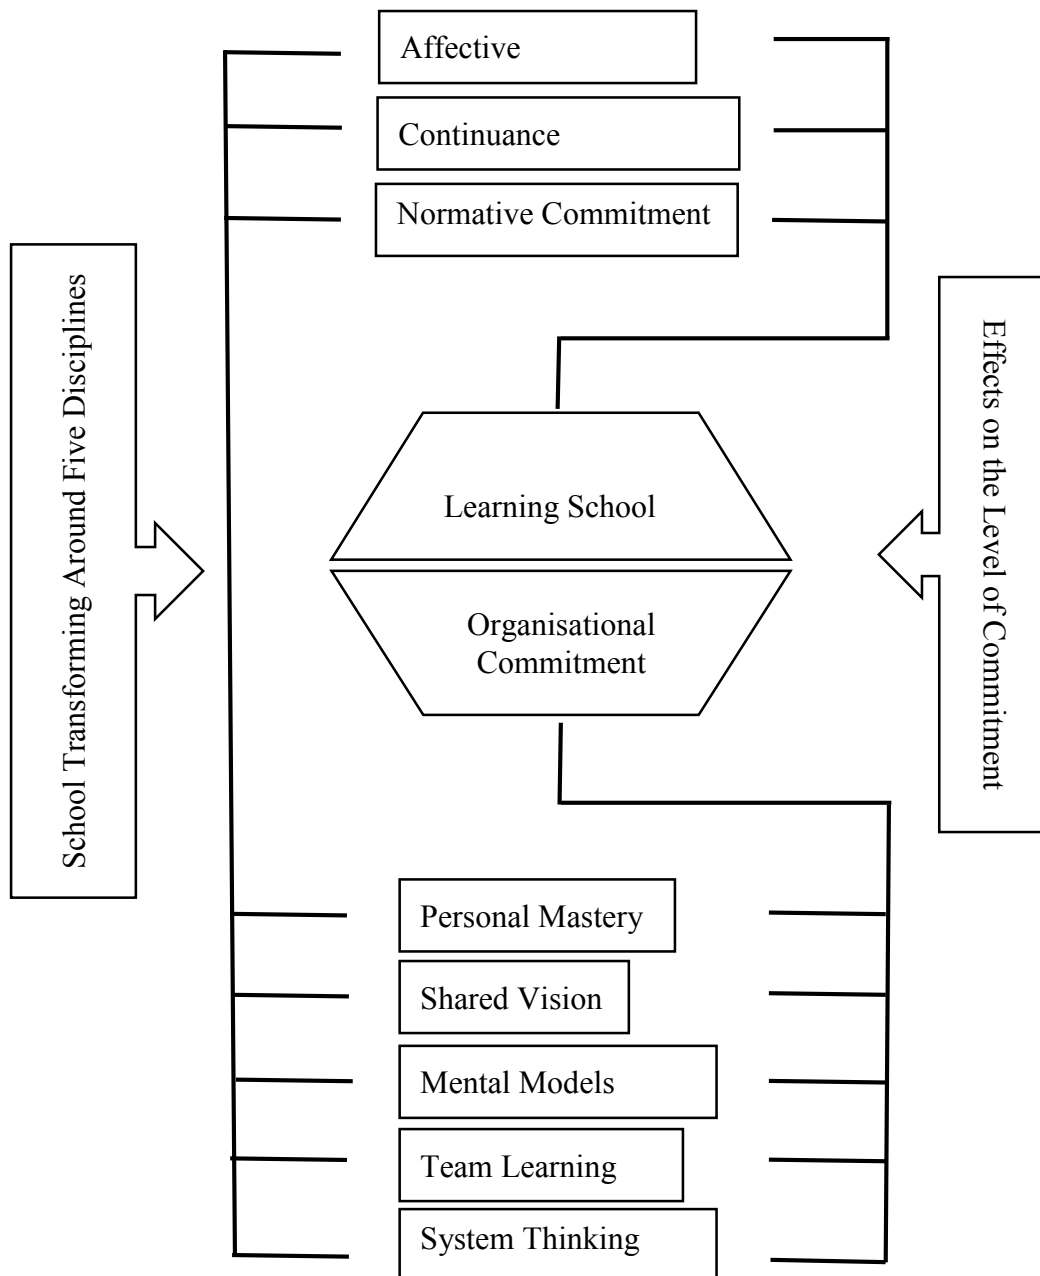 Affective
Continuance
Normative Commitment
School Transforming Around Five Disciplines
Effects on the Level of Commitment
Learning School
Organisational
Commitment
Personal Mastery
Shared Vision
Mental Models
Team Learning
System Thinking